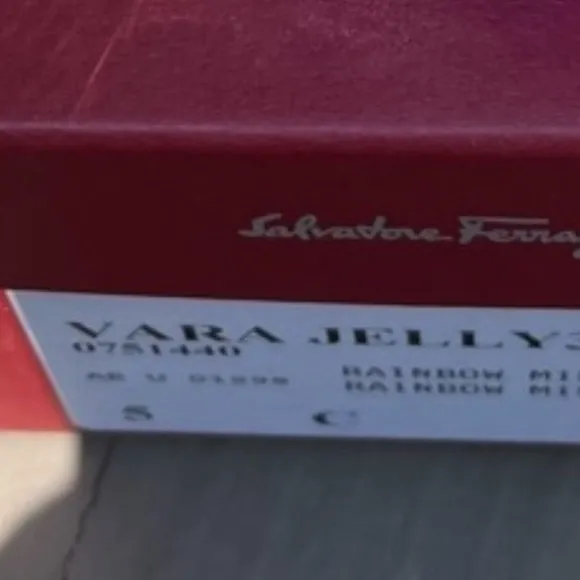 Salvatore Ferra
VARA JELLY
0751440
RAINBOW MI
RAINBOW MI
5 C